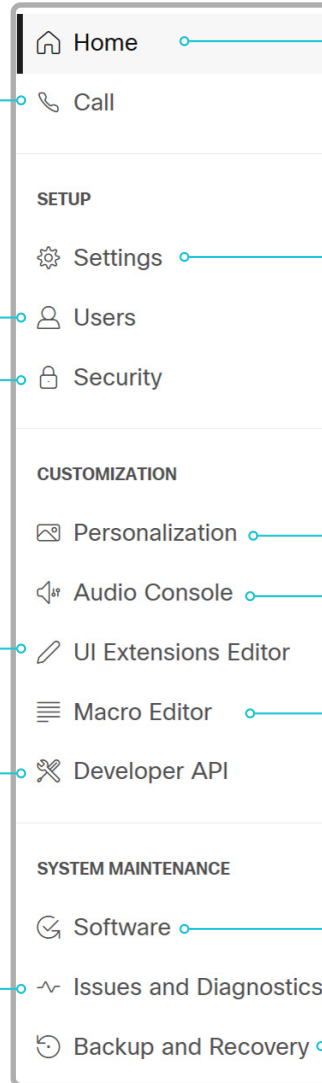 Home
Call
SETUP
Settings
Users
Security
CUSTOMIZATION
Personalization
Audio Console
UI Extensions Editor
Macro Editor
Developer API
SYSTEM MAINTENANCE
Software
Issues and Diagnostics
Backup and Recovery